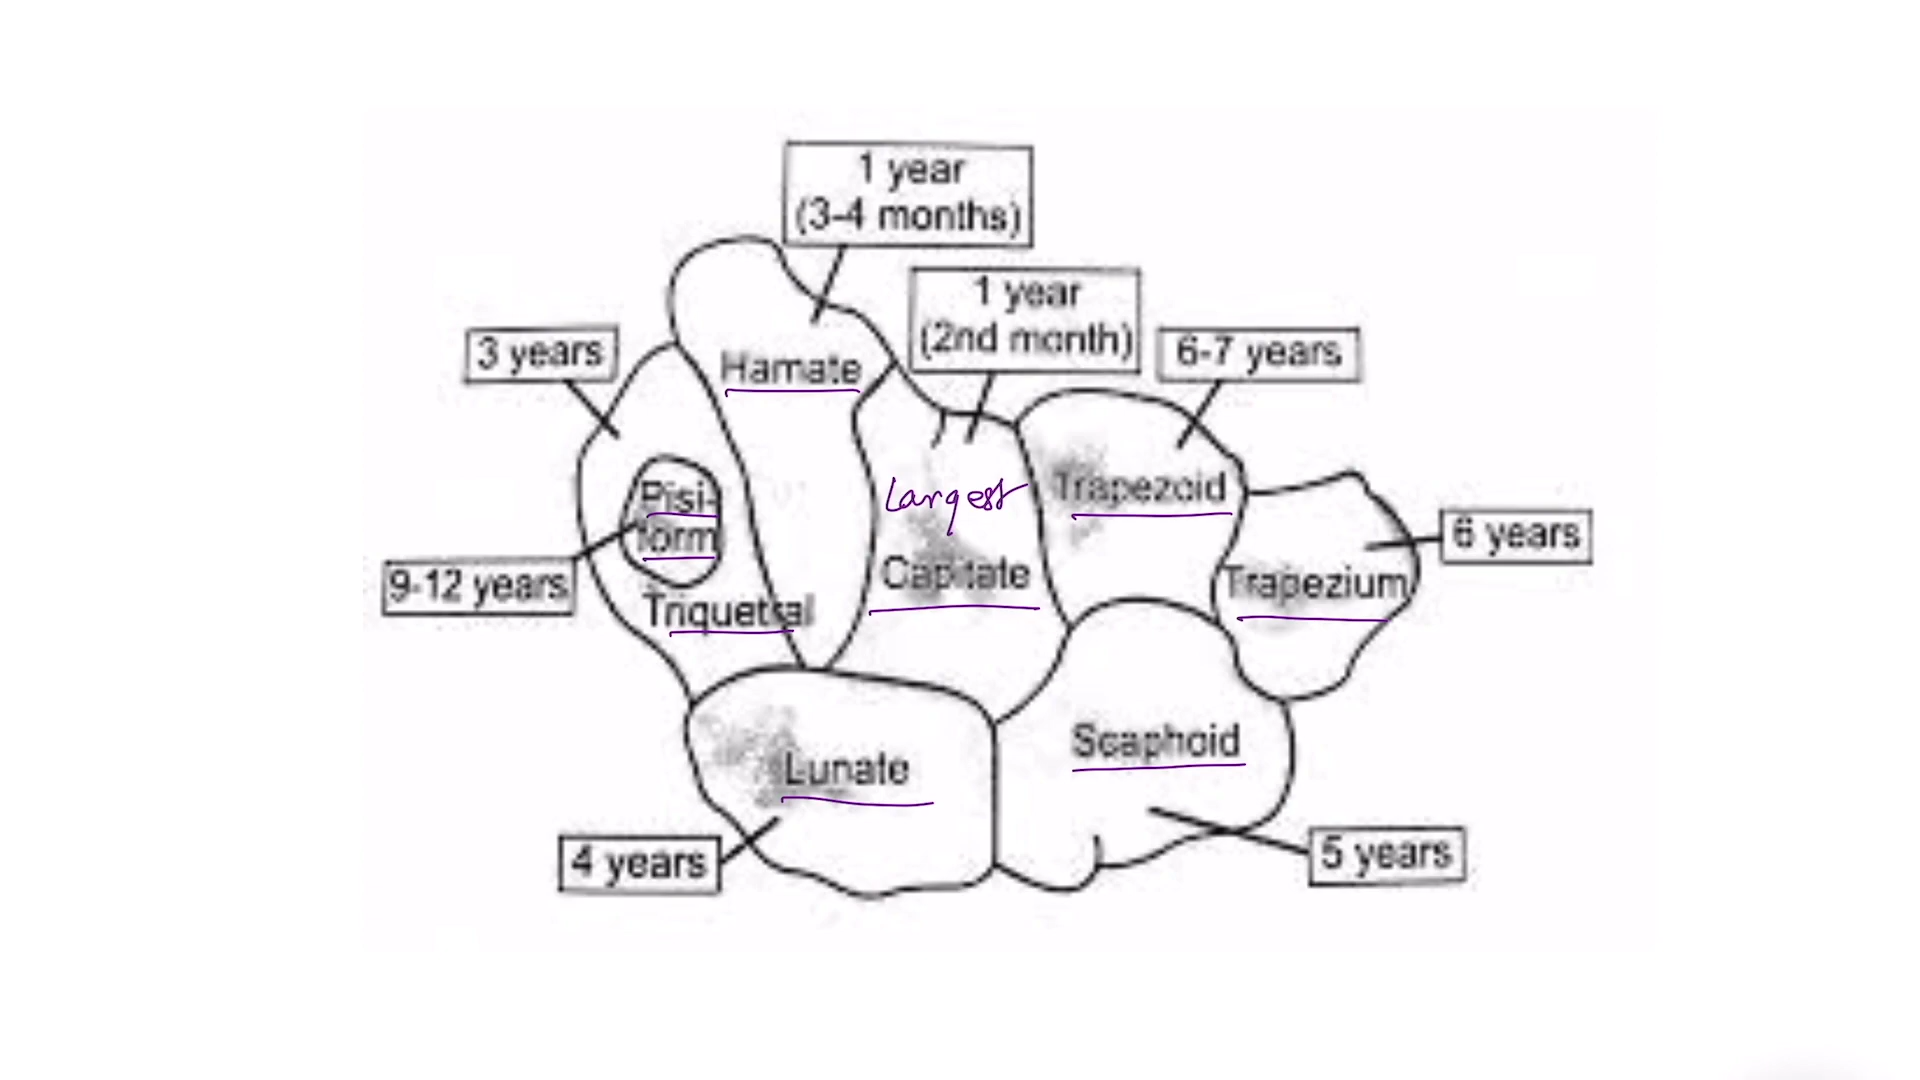 1 year
(3-4 months)
1 year
(2nd month)
3 years
6-7 years
Hamate
Pisi-
form
Largest
Trapezoid
6 years
9-12 years
Triquetral
Capitate
Trapezium
Scaphoid
Lunate
4 years
5 years